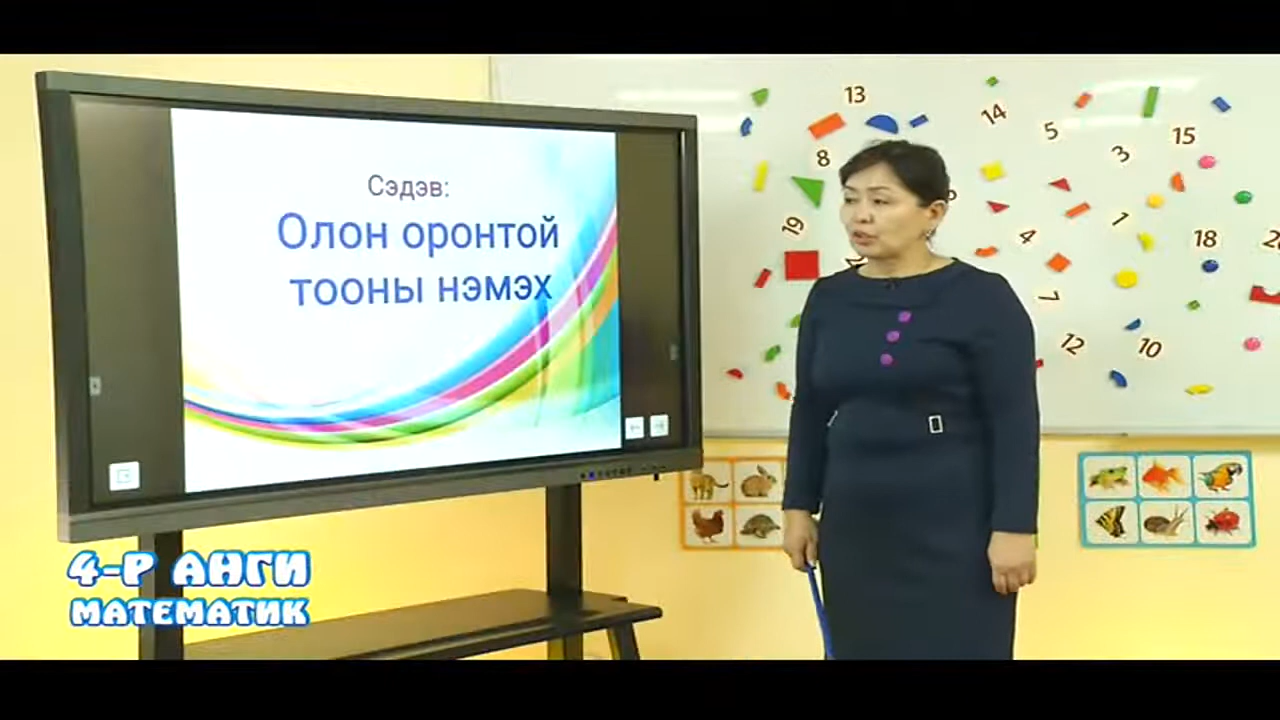 Сэдэв:
Олон оронтой
тооны нэмэх
4-Р АНГИ
МАТЕМАТИК
13
14
5
15
8
3
19
1
4
18
7
12
10